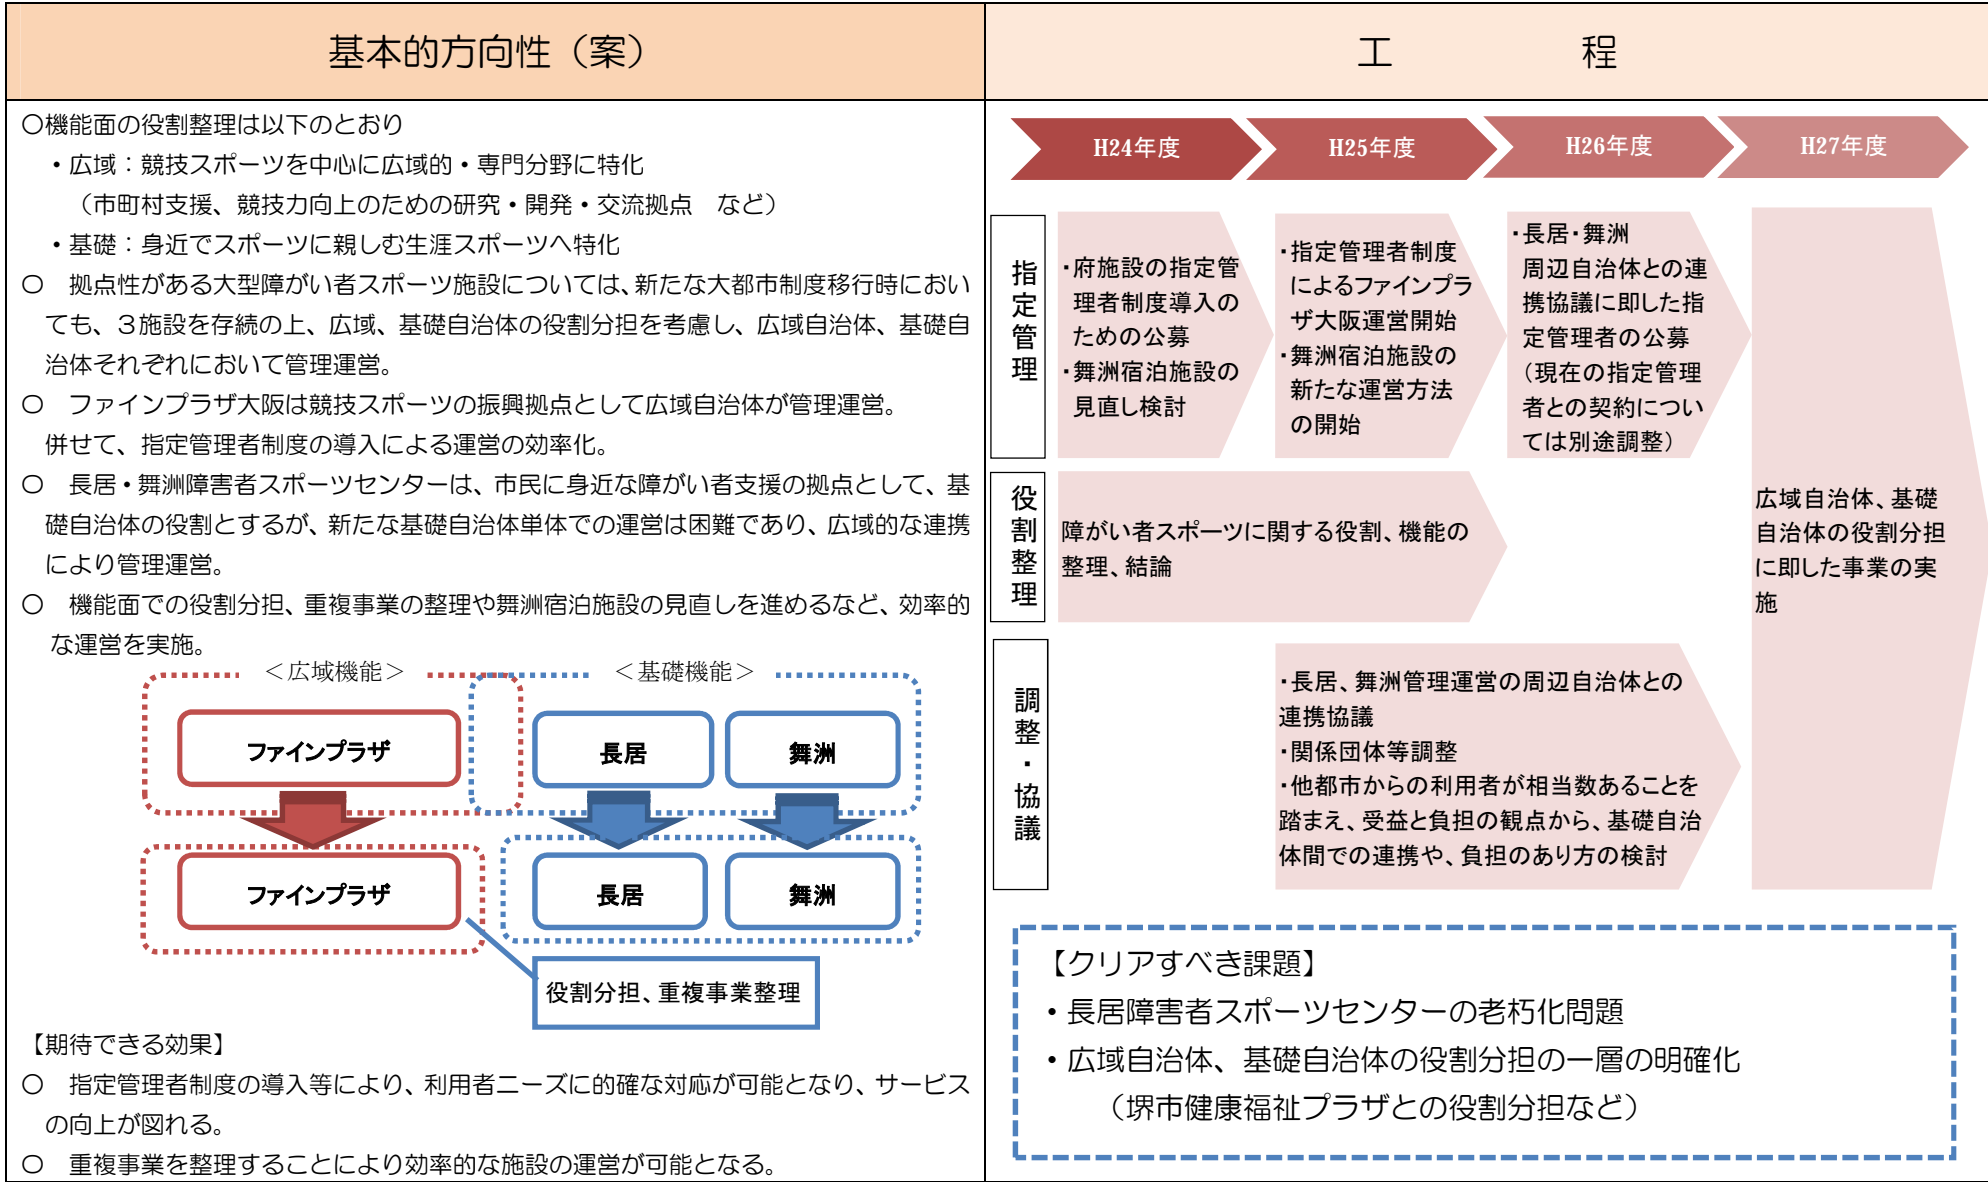 基本的方向性（案）
○機能面の役割整理は以下のとおり
・広域：競技スポーツを中心に広域的・専門分野に特化
（市町村支援、競技力向上のための研究・開発・交流拠点　など）
・基礎：身近でスポーツに親しむ生涯スポーツへ特化
○　拠点性がある大型障がい者スポーツ施設については、新たな大都市制度移行時におい
ても、３施設を存続の上、広域、基礎自治体の役割分担を考慮し、広域自治体、基礎自
治体それぞれにおいて管理運営。
○　ファインプラザ大阪は競技スポーツの振興拠点として広域自治体が管理運営。
併せて、指定管理者制度の導入による運営の効率化。
○　長居・舞洲障害者スポーツセンターは、市民に身近な障がい者支援の拠点として、基
礎自治体の役割とするが、新たな基礎自治体単体での運営は困難であり、広域的な連携
により管理運営。
○　機能面での役割分担、重複事業の整理や舞洲宿泊施設の見直しを進めるなど、効率的
な運営を実施。
＜広域機能＞
＜基礎機能＞
ファインプラザ
長居
舞洲
ファインプラザ
長居
舞洲
役割分担、重複事業整理
【期待できる効果】
○　指定管理者制度の導入等により、利用者ニーズに的確な対応が可能となり、サービス
の向上が図れる。
○　重複事業を整理することにより効率的な施設の運営が可能となる。
工　程
H24年度
H25年度
H26年度
H27年度
指定管理
・府施設の指定管
理者制度導入の
ための公募
・舞洲宿泊施設の
見直し検討
・指定管理者制度
によるファインプラ
ザ大阪運営開始
・舞洲宿泊施設の
新たな運営方法
の開始
・長居・舞洲
周辺自治体との連
携協議に即した指
定管理者の公募
（現在の指定管理
者との契約につい
ては別途調整）
役割整理
障がい者スポーツに関する役割、機能の
整理、結論
広域自治体、基礎
自治体の役割分担
に即した事業の実
施
調整・協議
・長居、舞洲管理運営の周辺自治体との
連携協議
・関係団体等調整
・他都市からの利用者が相当数あることを
踏まえ、受益と負担の観点から、基礎自治
体間での連携や、負担のあり方の検討
【クリアすべき課題】
・長居障害者スポーツセンターの老朽化問題
・広域自治体、基礎自治体の役割分担の一層の明確化
（堺市健康福祉プラザとの役割分担など）